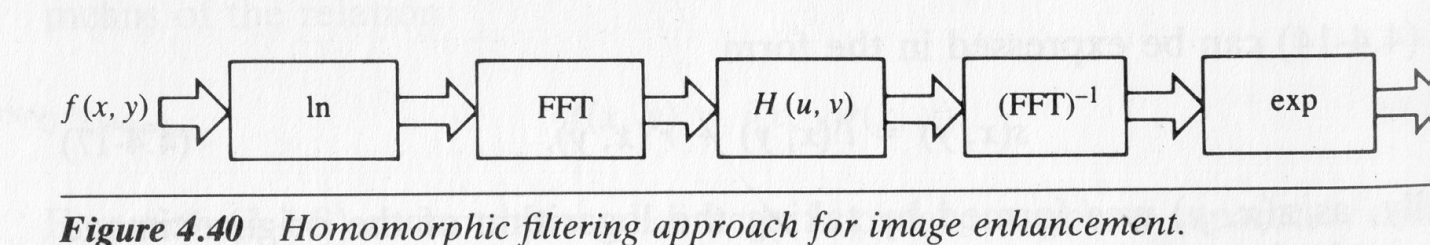 f (x, y) ln FFT H (u, v) (FFT)⁻¹ exp
Figure 4.40 Homomorphic filtering approach for image enhancement.